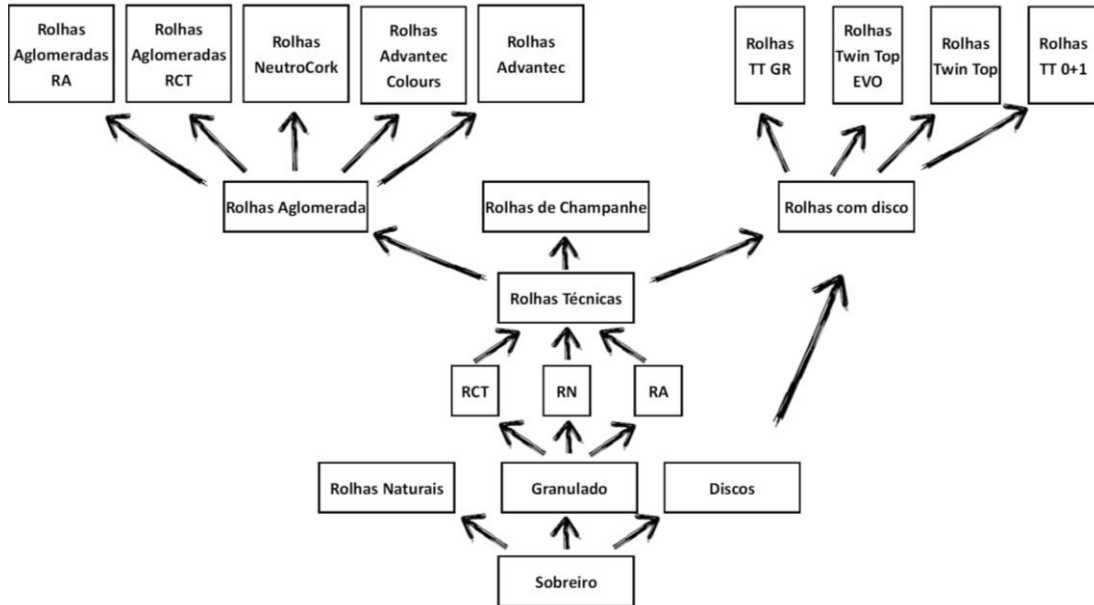 Rolhas
Aglomeradas
RA
Rolhas
Aglomeradas
RCT
Rolhas
NeutroCork
Rolhas
Advantec
Colours
Rolhas
Advantec
Rolhas
TT GR
Rolhas
Twin Top
EVO
Rolhas
Twin Top
Rolhas
TT 0+1
Rolhas Aglomerada
Rolhas de Champanhe
Rolhas com disco
Rolhas Técnicas
RCT
RN
RA
Rolhas Naturais
Granulado
Discos
Sobreiro